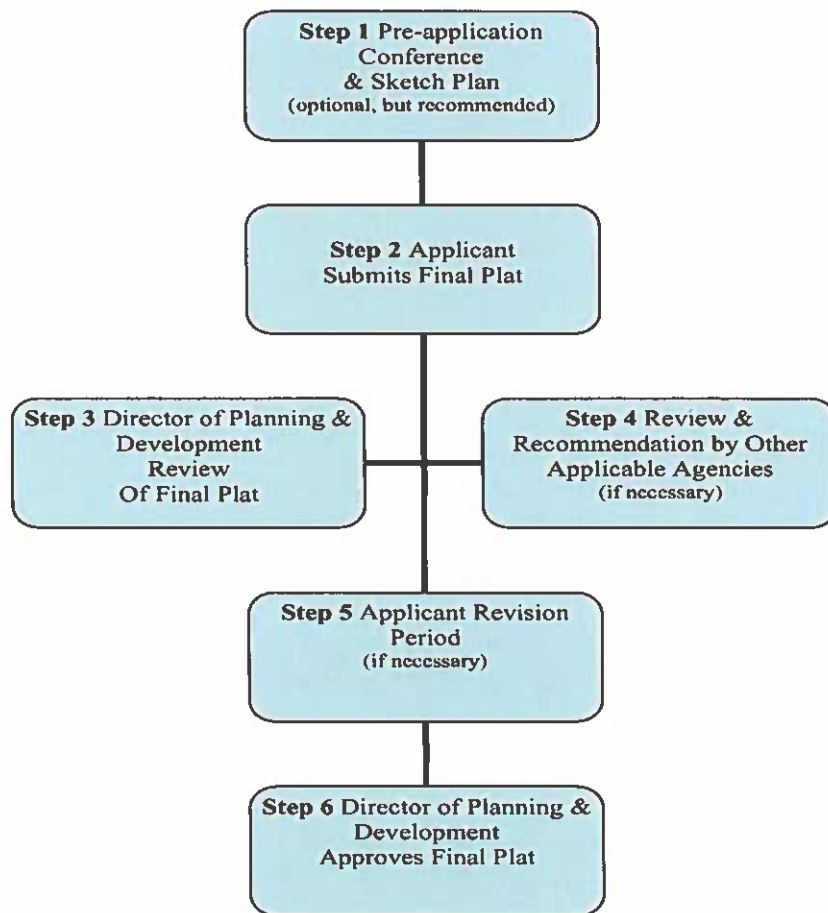 Step 1 Pre-application
Conference
& Sketch Plan
(optional, but recommended)
Step 2 Applicant
Submits Final Plat
Step 3 Director of Planning &
Development
Review
Of Final Plat
Step 4 Review &
Recommendation by Other
Applicable Agencies
(if necessary)
Step 5 Applicant Revision
Period
(if necessary)
Step 6 Director of Planning &
Development
Approves Final Plat